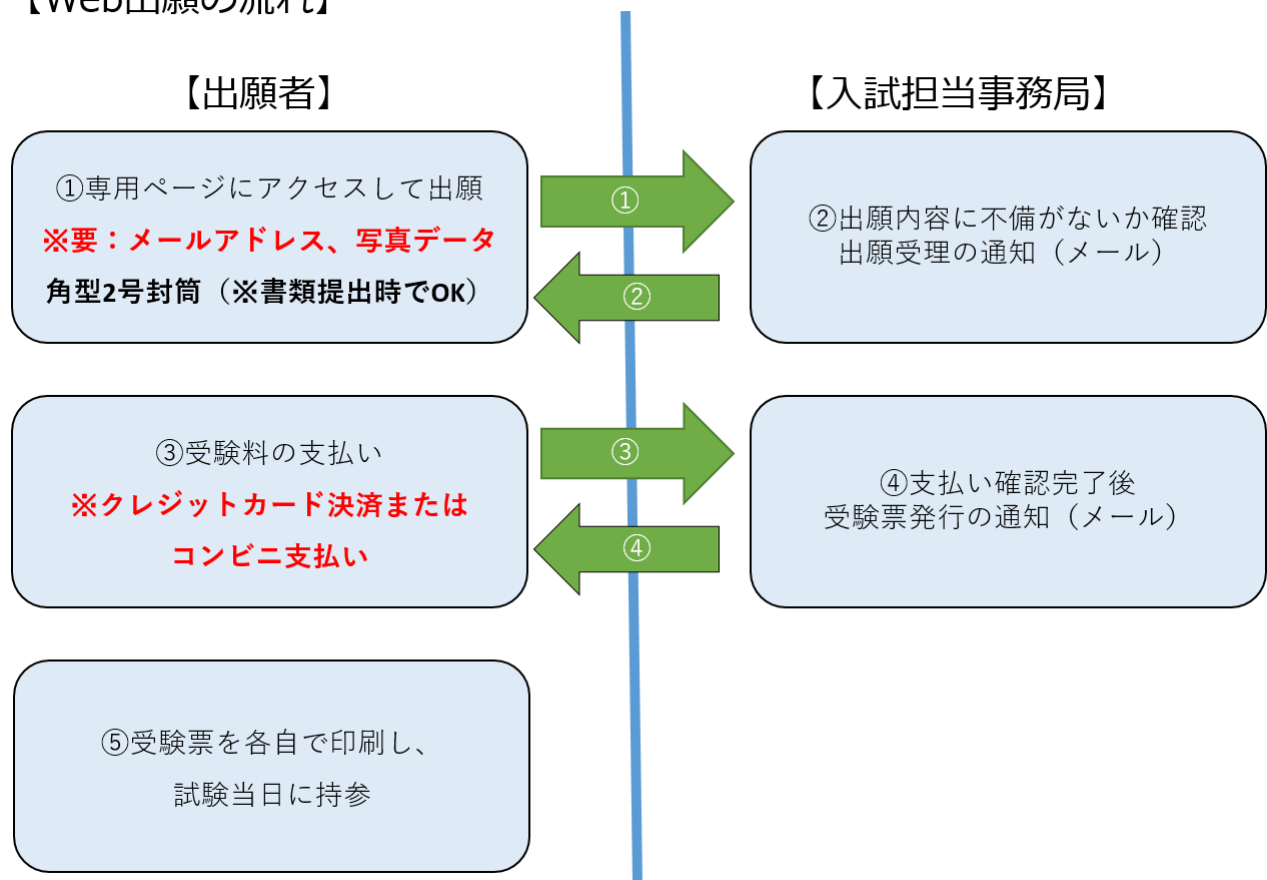 【Web出願の流れ】
【出願者】
【入試担当事務局】
①専用ページにアクセスして出願
※要：メールアドレス、写真データ
角型2号封筒（※書類提出時でOK）
①
②
②出願内容に不備がないか確認
出願受理の通知（メール）
③受験料の支払い
※クレジットカード決済または
コンビニ支払い
③
④
④支払い確認完了後
受験票発行の通知（メール）
⑤受験票を各自で印刷し、
試験当日に持参